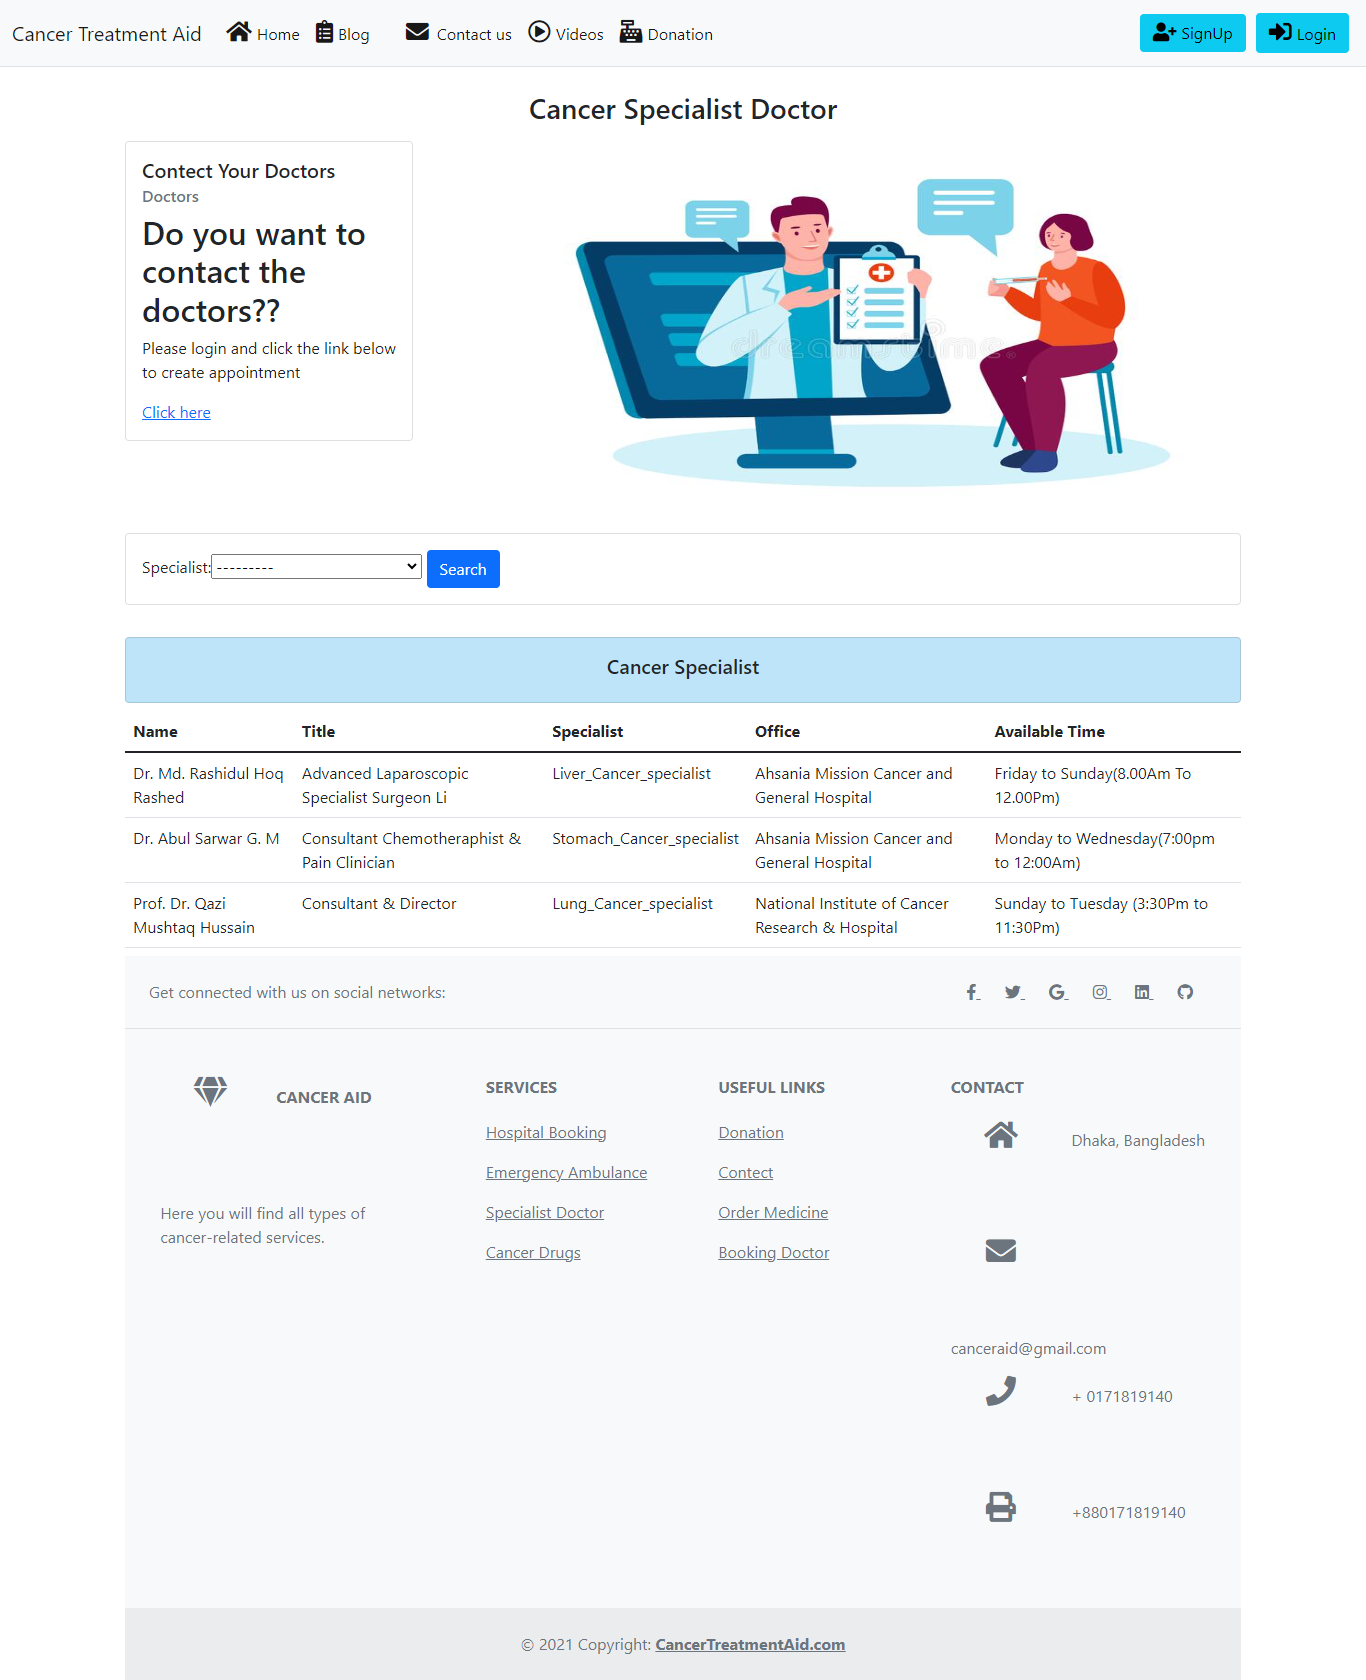 Cancer Treatment Aid Home Blog Contact us Videos Donation SignUp Login
Cancer Specialist Doctor
Contect Your Doctors
Doctors
Do you want to
contact the
doctors??
Please login and click the link below
to create appointment
Click here
dreamstime.
Specialist: --------- Search
Cancer Specialist
Name Title Specialist Office Available Time
Dr. Md. Rashidul Hoq Advanced Laparoscopic Liver_Cancer_specialist Ahsania Mission Cancer and Friday to Sunday(8.00Am To
Rashed Specialist Surgeon Li General Hospital 12.00Pm)
Dr. Abul Sarwar G. M Consultant Chemotheraphist & Stomach_Cancer_specialist Ahsania Mission Cancer and Monday to Wednesday(7:00pm
Pain Clinician General Hospital to 12:00Am)
Prof. Dr. Qazi Consultant & Director Lung_Cancer_specialist National Institute of Cancer Sunday to Tuesday (3:30Pm to
Mushtaq Hussain Research & Hospital 11:30Pm)
Get connected with us on social networks:
CANCER AID
Here you will find all types of
cancer-related services.
SERVICES
Hospital Booking
Emergency Ambulance
Specialist Doctor
Cancer Drugs
USEFUL LINKS
Donation
Contect
Order Medicine
Booking Doctor
CONTACT
Dhaka, Bangladesh
canceraid@gmail.com
+ 0171819140
+880171819140
© 2021 Copyright: CancerTreatmentAid.com